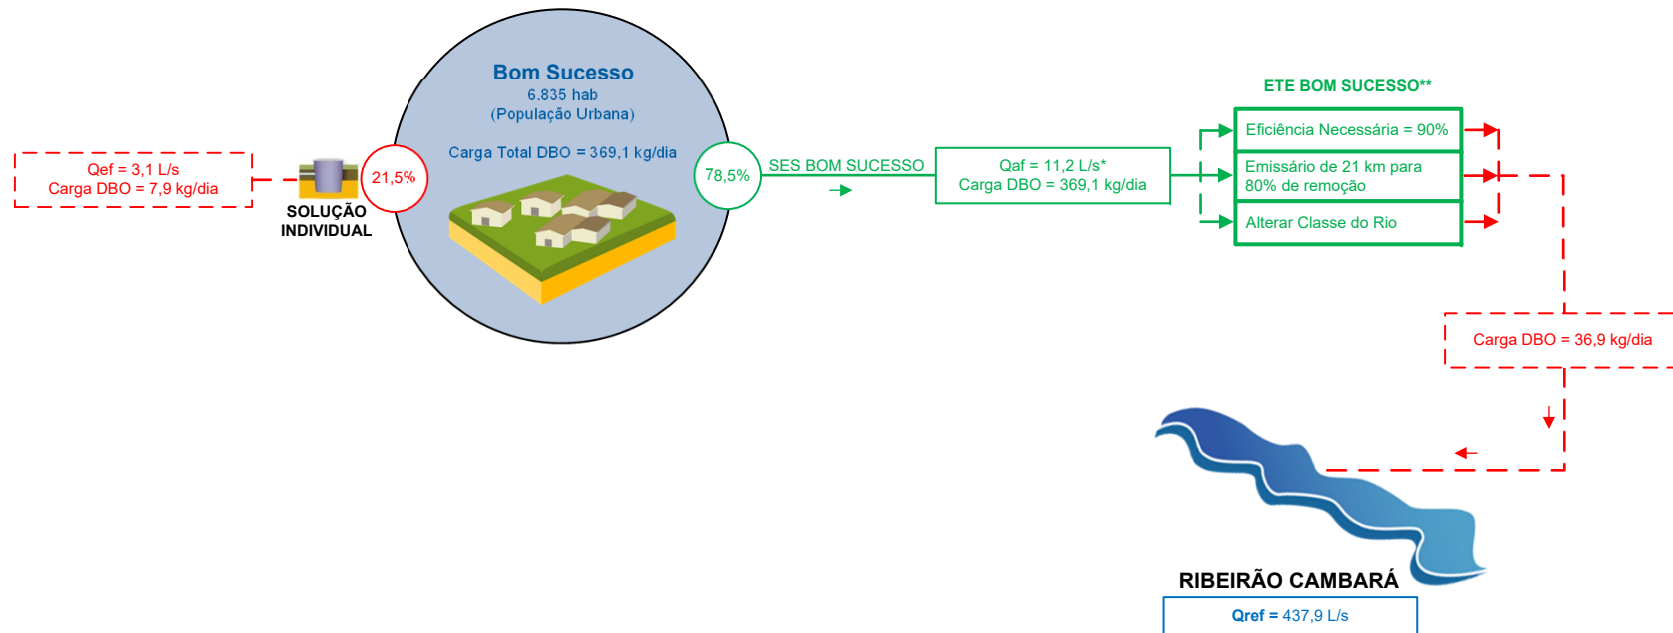 Qef = 3,1 L/s
Carga DBO = 7,9 kg/dia
SOLUÇÃO
INDIVIDUAL
21,5%
Bom Sucesso
6.835 hab
(População Urbana)
Carga Total DBO = 369,1 kg/dia
78,5%
SES BOM SUCESSO
Qaf = 11,2 L/s*
Carga DBO = 369,1 kg/dia
ETE BOM SUCESSO**
Eficiência Necessária = 90%
Emissário de 21 km para
80% de remoção
Alterar Classe do Rio
Carga DBO = 36,9 kg/dia
RIBEIRÃO CAMBARÁ
Qref = 437,9 L/s